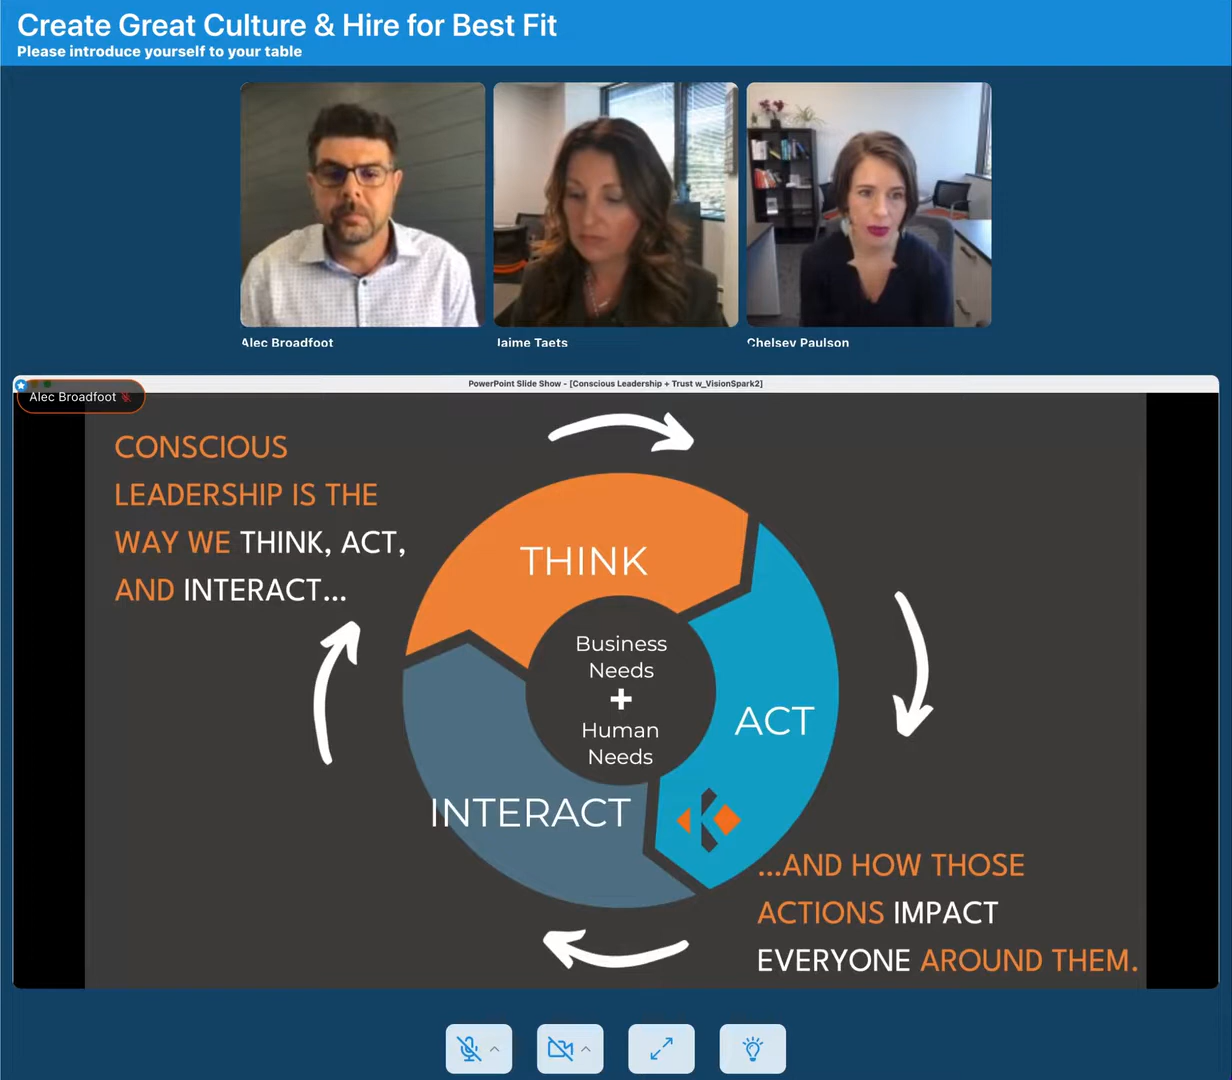 Create Great Culture & Hire for Best Fit
Please introduce yourself to your table
Alec Broadfoot
Jaime Taets
Chelsey Paulson
PowerPoint Slide Show - [Conscious Leadership + Trust w_VisionSpark2]
Alec Broadfoot
CONSCIOUS
LEADERSHIP IS THE
WAY WE THINK, ACT,
AND INTERACT...
THINK
Business
Needs
+
Human
Needs
ACT
INTERACT
K
...AND HOW THOSE
ACTIONS IMPACT
EVERYONE AROUND THEM.